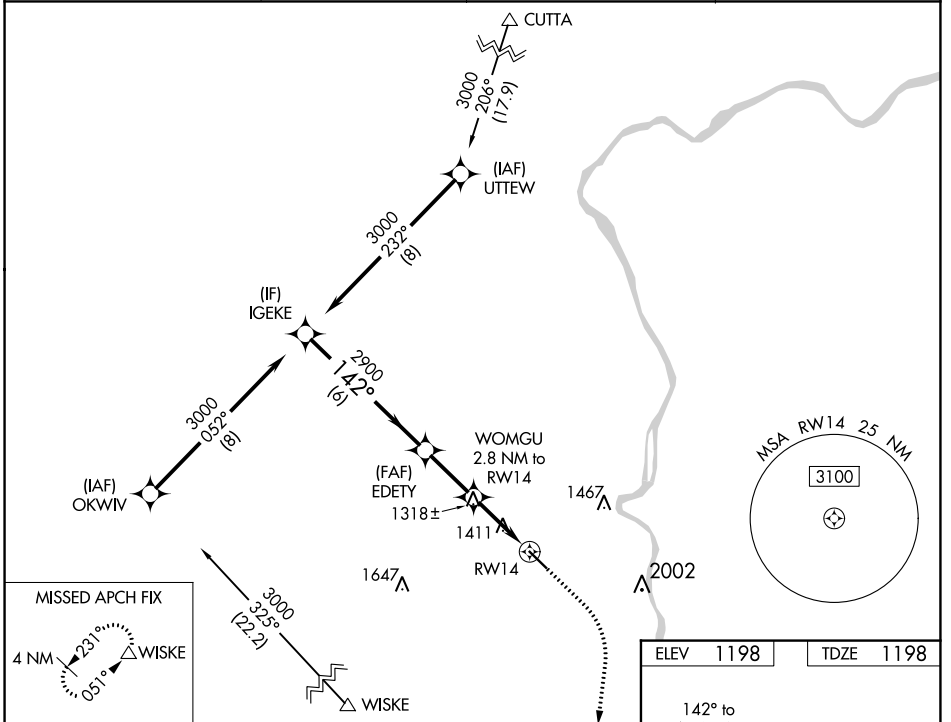 CUTTA
3000
206°
(17.9)
(IAF)
UTTEW
3000
232°
(8)
(IF)
IGEKE
2900
142°
(6)
3000
052°
(8)
(IAF)
OKWIV
(FAF)
EDETY
WOMGU
2.8 NM to
RW14
1318±
1411
1467
RW14
1647
2002
MSA RW14 25 NM
3100
3000
325°
(22.2)
WISKE
MISSED APCH FIX
4 NM
231°
051°
WISKE
ELEV 1198
TDZE 1198
142° to